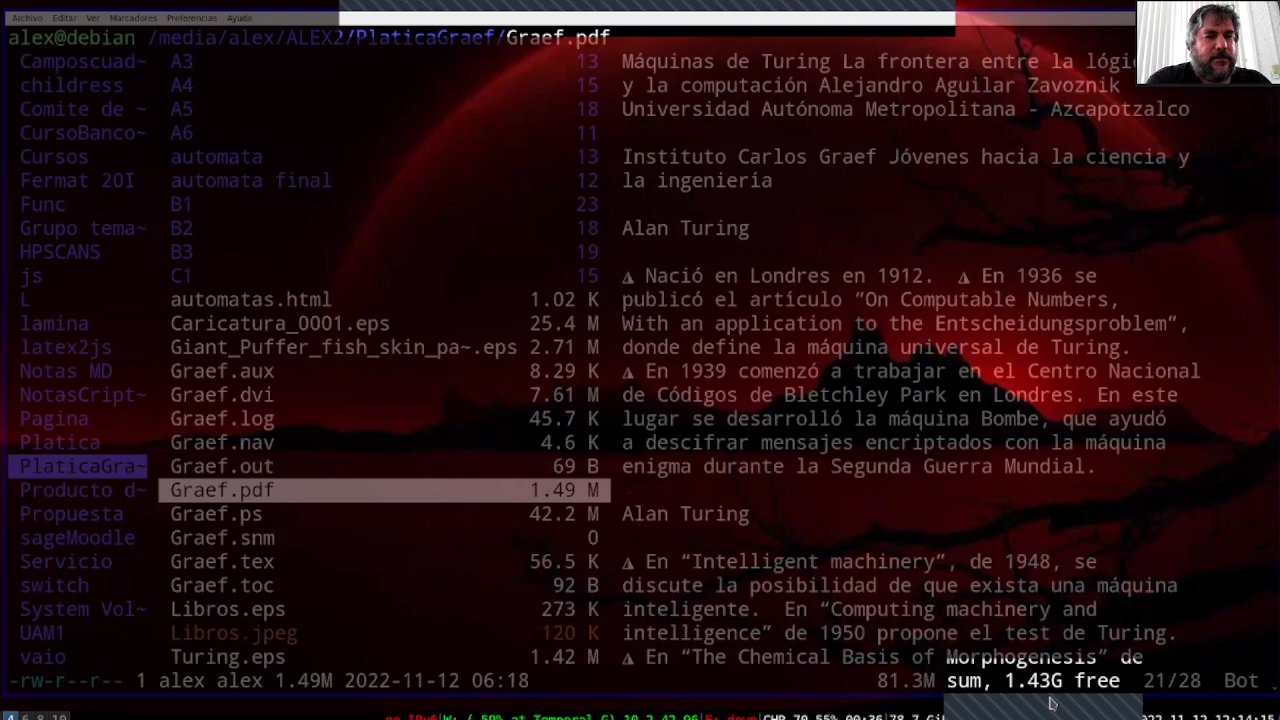 Archivo Editar Ver Marcadores Preferencias Ayuda
alex@debian /media/alex/ALEX2/PlaticaGraef/Graef.pdf
Camposcuad~ A3 13 Máquinas de Turing La frontera entre la lógi
childress A4 15 y la computación Alejandro Aguilar Zavoznik
Comite de ~ A5 18 Universidad Autónoma Metropolitana - Azcapotzalco
CursoBanco~ A6 11
Cursos automata 13 Instituto Carlos Graef Jóvenes hacia la ciencia y
Fermat 20I automata final 12 la ingeniería
Func B1 23
Grupo tema~ B2 18 Alan Turing
HPSCANS B3 19
js C1 15 ◮ Nació en Londres en 1912. ◮ En 1936 se
L automatas.html 1.02 K publicó el artículo “On Computable Numbers,
lamina Caricatura_0001.eps 25.4 M With an application to the Entscheidungsproblem”,
latex2js Giant_Puffer_fish_skin_pa~.eps 2.71 M donde define la máquina universal de Turing.
Notas MD Graef.aux 8.29 K ◮ En 1939 comenzó a trabajar en el Centro Nacional
NotasCript~ Graef.dvi 7.61 M de Códigos de Bletchley Park en Londres. En este
Pagina Graef.log 45.7 K lugar se desarrolló la máquina Bombe, que ayudó
Platica Graef.nav 4.6 K a descifrar mensajes encriptados con la máquina
PlaticaGra~ Graef.out 69 B enigma durante la Segunda Guerra Mundial.
Producto d~ Graef.pdf 1.49 M
Propuesta Graef.ps 42.2 M Alan Turing
sageMoodle Graef.snm 0
Servicio Graef.tex 56.5 K ◮ En “Intelligent machinery”, de 1948, se
switch Graef.toc 92 B discute la posibilidad de que exista una máquina
System Vol~ Libros.eps 273 K inteligente. En “Computing machinery and
UAM1 Libros.jpeg 120 K intelligence” de 1950 propone el test de Turing.
vaio Turing.eps 1.42 M ◮ En “The Chemical Basis of Morphogenesis” de
-rw-r--r-- 1 alex alex 1.49M 2022-11-12 06:18 81.3M sum, 1.43G free 21/28 Bot